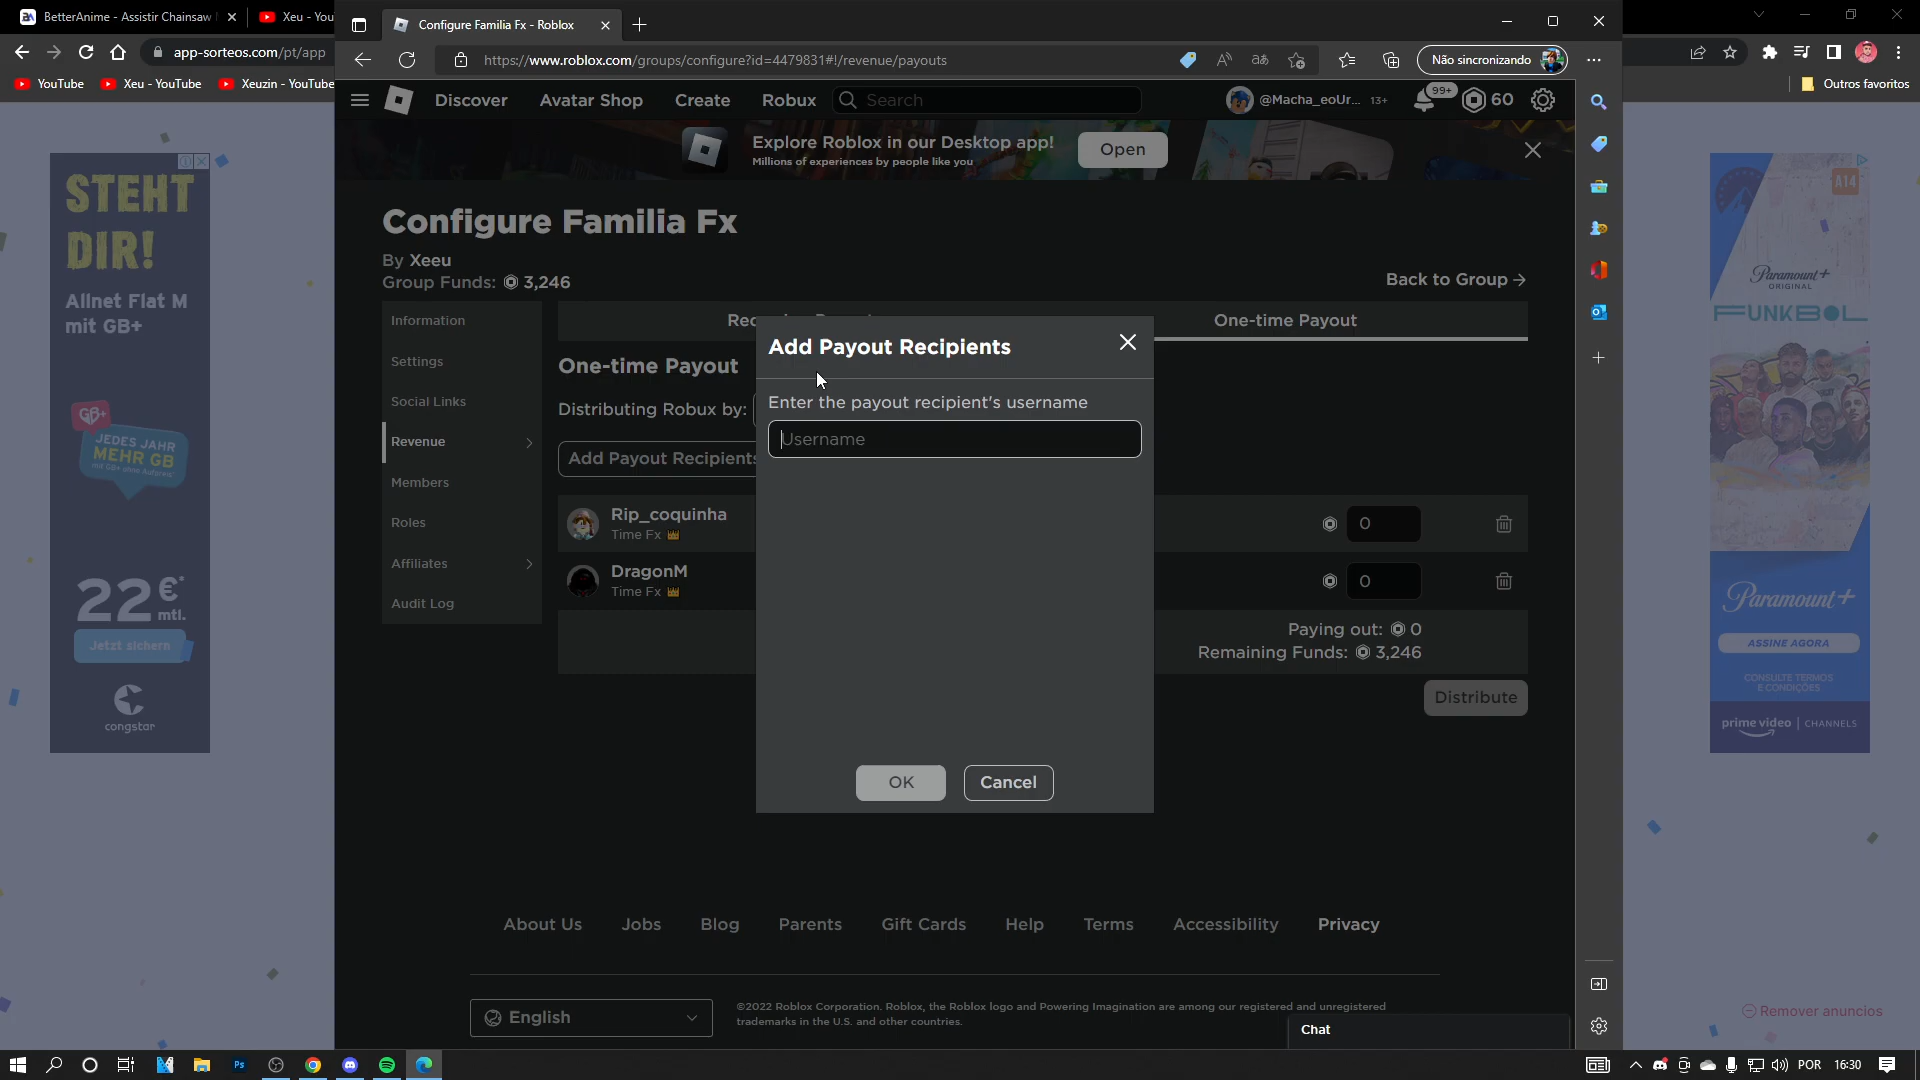 BetterAnime - Assistir Chainsaw
Xeu - You
Configure Familia Fx - Roblox
app-sorteos.com/pt/app
https://www.roblox.com/groups/configure?id=4479831#!/revenue/payouts
Não sincronizando
YouTube
Xeu - YouTube
Xeuzin - YouTube
Outros favoritos
Discover
Avatar Shop
Create
Robux
Search
@Macha_eoUr...
13+
99+
60
Explore Roblox in our Desktop app!
Millions of experiences by people like you
Open
Configure Familia Fx
By Xeeu
Group Funds: 3,246
Back to Group
Information
Settings
Social Links
Revenue
Members
Roles
Affiliates
Audit Log
One-time Payout
One-time Payout
Distributing Robux by:
Add Payout Recipients
Rip_coquinha
Time Fx
0
DragonM
Time Fx
0
Paying out: 0
Remaining Funds: 3,246
Distribute
Add Payout Recipients
Enter the payout recipient's username
Username
OK
Cancel
About Us
Jobs
Blog
Parents
Gift Cards
Help
Terms
Accessibility
Privacy
English
©2022 Roblox Corporation. Roblox, the Roblox logo and Powering Imagination are among our registered and unregistered
trademarks in the U.S. and other countries.
Chat
STEHT
DIR!
Allnet Flat M
mit GB+
GB+
JEDES JAHR
MEHR GB
mit GB+ ohne Aufpreis*
22 €*
mtl.
Jetzt sichern
congstar
A14
Paramount+
ORIGINAL
FUNKBOL
Paramount+
ASSINE AGORA
CONSULTE TERMOS
E CONDIÇÕES
prime video | CHANNELS
Remover anuncios
Ps
POR
16:30